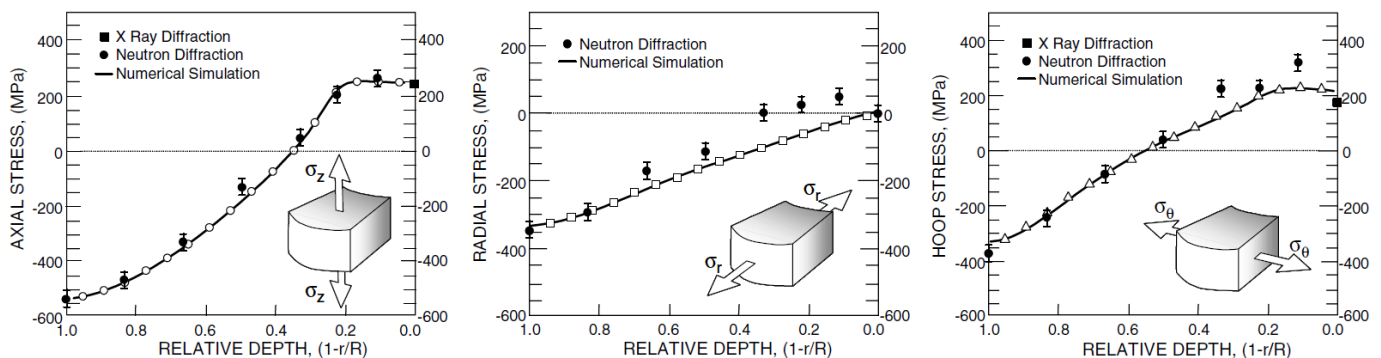 AXIAL STRESS, (MPa)
400
200
0
-200
-400
-600
X Ray Diffraction
Neutron Diffraction
Numerical Simulation
σz
σz
400
200
0
-200
-400
-600
1.0 0.8 0.6 0.4 0.2 0.0
RELATIVE DEPTH, (1-r/R)
RADIAL STRESS, (MPa)
200
0
-200
-400
-600
Neutron Diffraction
Numerical Simulation
σr
σr
200
0
-200
-400
-600
1.0 0.8 0.6 0.4 0.2 0.0
RELATIVE DEPTH, (1-r/R)
HOOP STRESS, (MPa)
400
200
0
-200
-400
-600
X Ray Diffraction
Neutron Diffraction
Numerical Simulation
σθ
σθ
400
200
0
-200
-400
-600
1.0 0.8 0.6 0.4 0.2 0.0
RELATIVE DEPTH, (1-r/R)